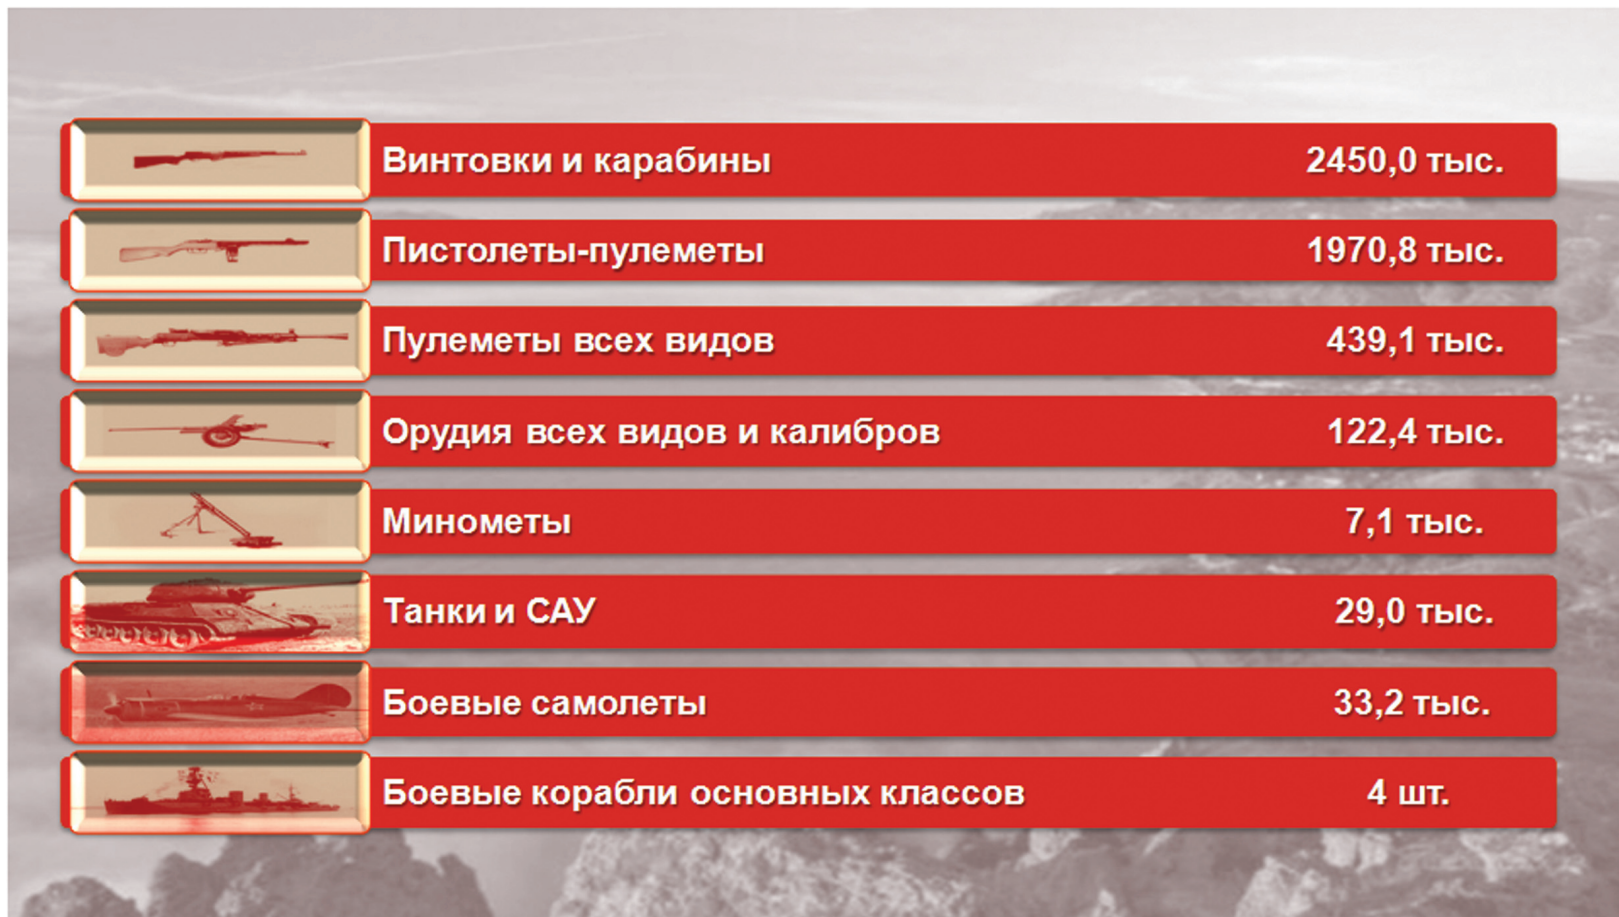 Винтовки и карабины 2450,0 тыс.
Пистолеты-пулеметы 1970,8 тыс.
Пулеметы всех видов 439,1 тыс.
Орудия всех видов и калибров 122,4 тыс.
Минометы 7,1 тыс.
Танки и САУ 29,0 тыс.
Боевые самолеты 33,2 тыс.
Боевые корабли основных классов 4 шт.